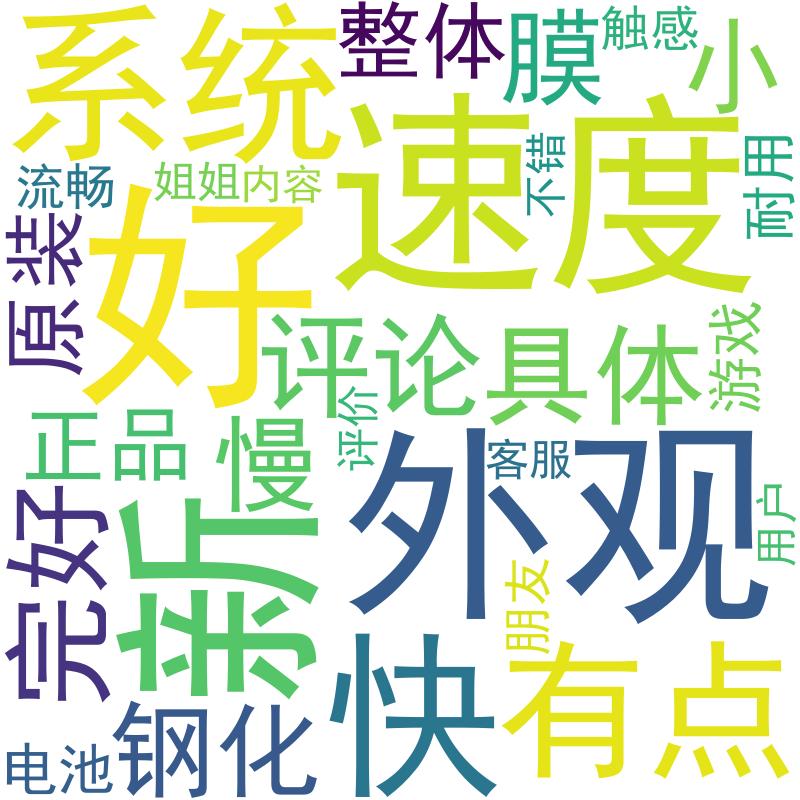 系统
整体
膜
触感
小
速度
流畅
姐姐
内容
不错
耐用
好
原装
评论
具体
游戏
正品
慢
评价
外观
客服
用户
完好
新
朋友
快
有点
钢化
电池